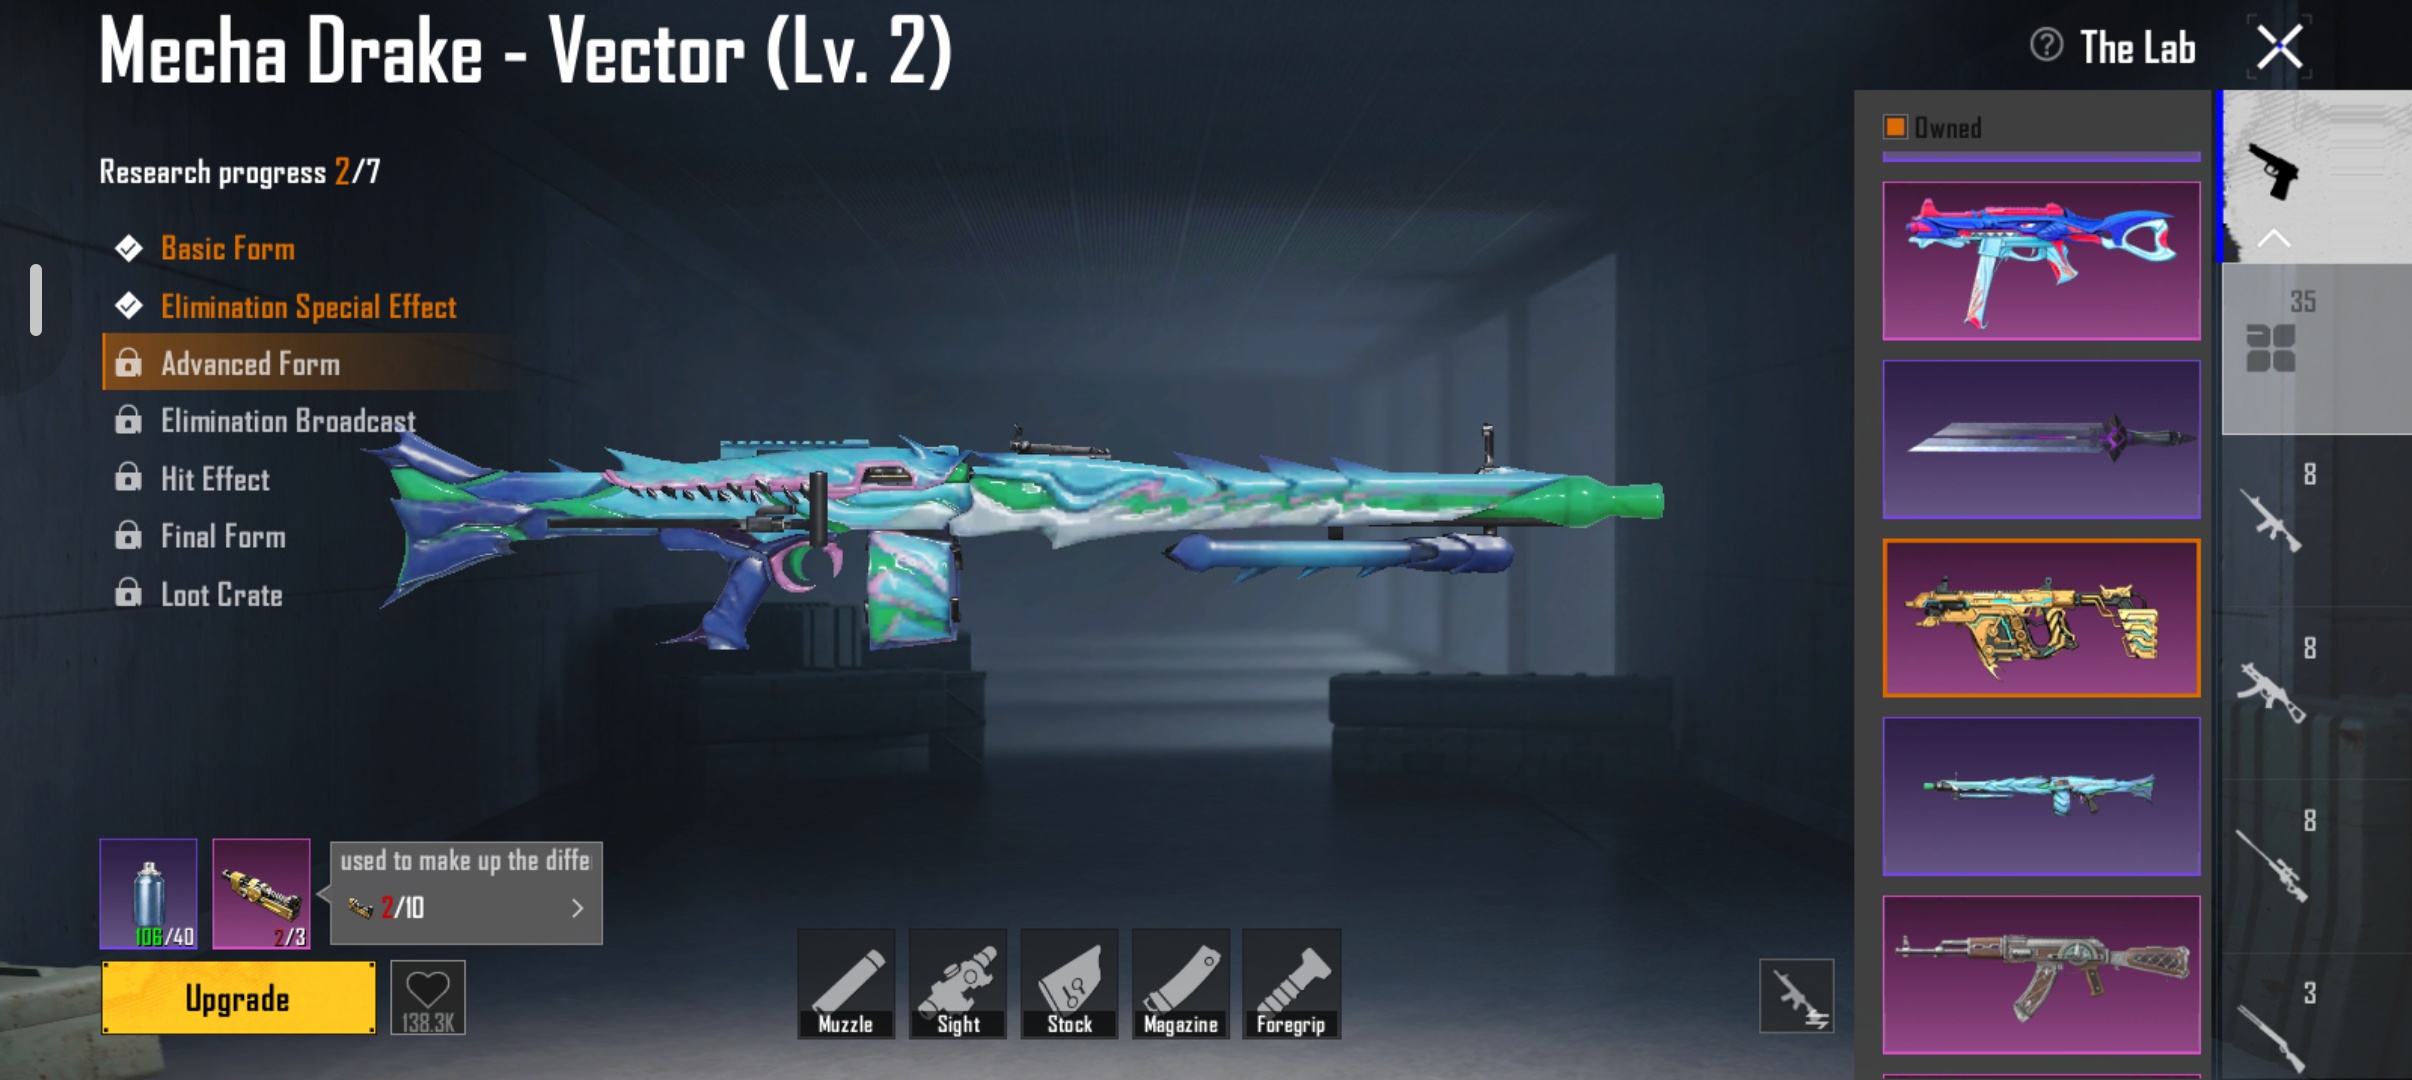 Mecha Drake - Vector (Lv. 2)
The Lab
Research progress 2/7
Basic Form
Elimination Special Effect
Advanced Form
Elimination Broadcast
Hit Effect
Final Form
Loot Crate
106/40
2/3
used to make up the diffe
2/10
Upgrade
138.3K
Muzzle
Sight
Stock
Magazine
Foregrip
Owned
35
8
8
8
3